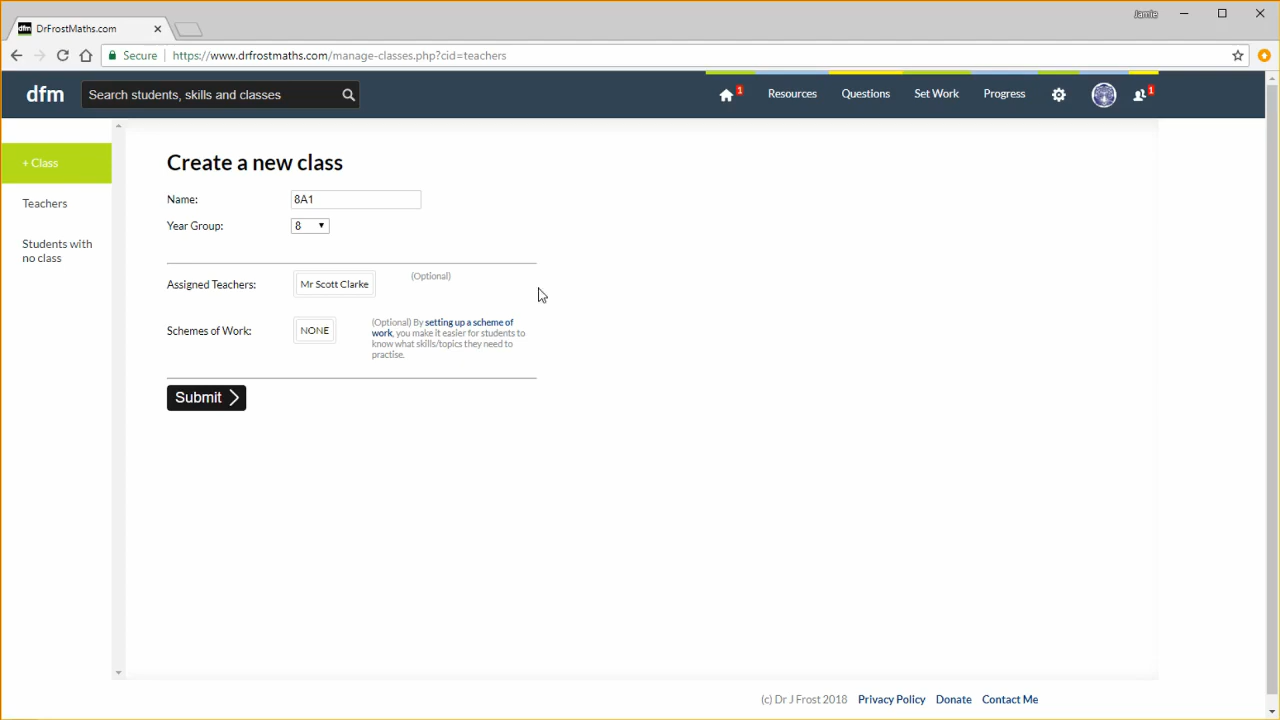 Jamie
dfm DrFrostMaths.com
Secure https://www.drfrostmaths.com/manage-classes.php?cid=teachers
dfm Search students, skills and classes 1 Resources Questions Set Work Progress 1
+ Class
Teachers
Students with
no class
Create a new class
Name: 8A1
Year Group: 8
Assigned Teachers: Mr Scott Clarke (Optional)
Schemes of Work: NONE
(Optional) By setting up a scheme of
work, you make it easier for students to
know what skills/topics they need to
practise.
Submit
(c) Dr J Frost 2018 Privacy Policy Donate Contact Me